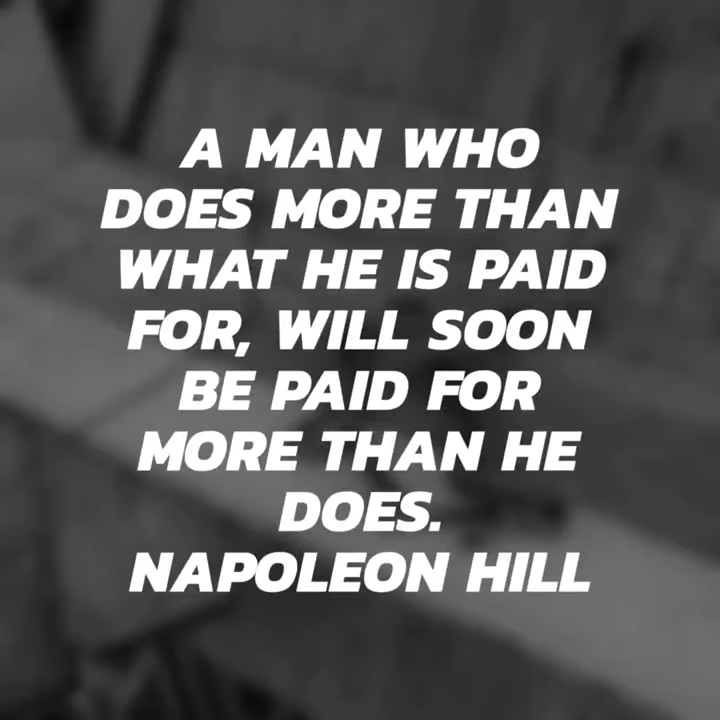 A MAN WHO
DOES MORE THAN
WHAT HE IS PAID
FOR, WILL SOON
BE PAID FOR
MORE THAN HE
DOES.
NAPOLEON HILL